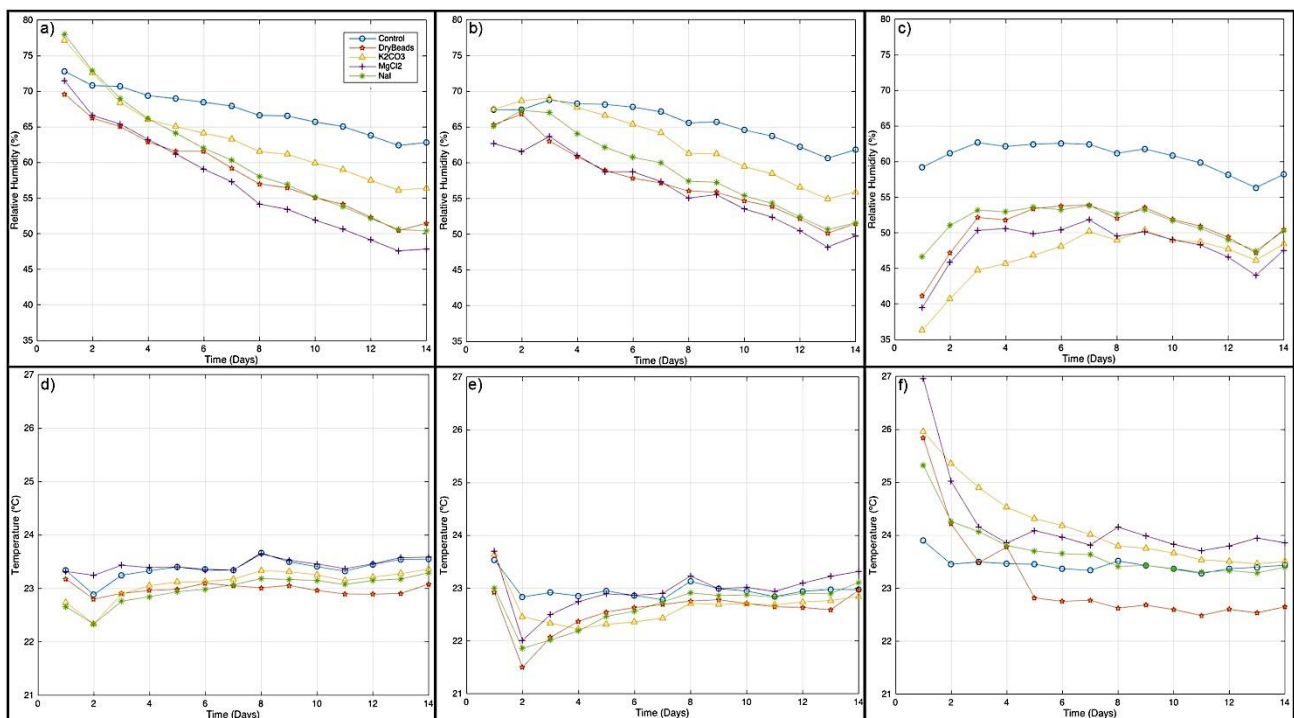 a)
80
75
70
65
60
55
50
45
40
35
Relative Humidity (%)
0 2 4 6 8 10 12 14
Time (Days)
Control
DryBeads
K2CO3
MgCl2
NaI
b)
80
75
70
65
60
55
50
45
40
35
Relative Humidity (%)
0 2 4 6 8 10 12 14
Time (Days)
c)
80
75
70
65
60
55
50
45
40
35
Relative Humidity (%)
0 2 4 6 8 10 12 14
Time (Days)
d)
27
26
25
24
23
22
21
Temperature (ºC)
0 2 4 6 8 10 12 14
Time (Days)
e)
27
26
25
24
23
22
21
Temperature (ºC)
0 2 4 6 8 10 12 14
Time (Days)
f)
27
26
25
24
23
22
21
Temperature (ºC)
0 2 4 6 8 10 12 14
Time (Days)